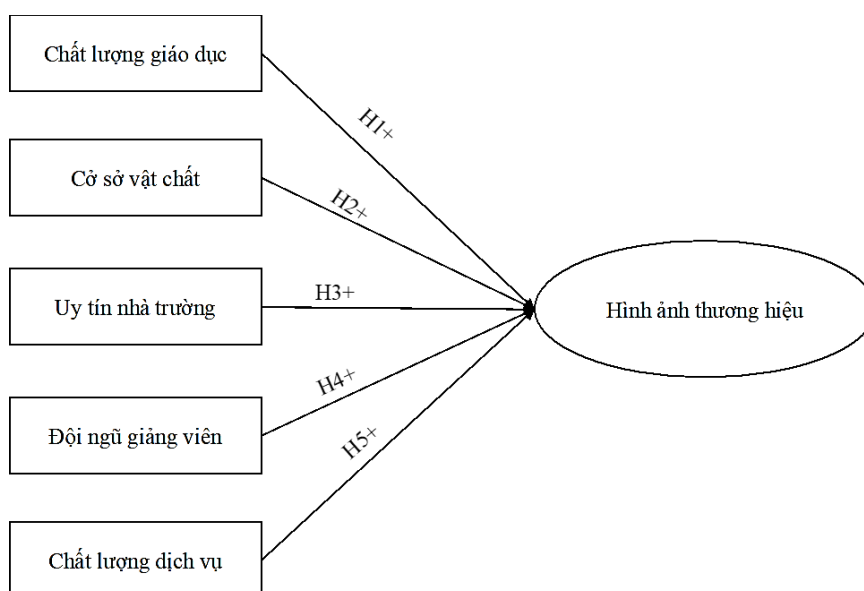 Chất lượng giáo dục
H1+
Cở sở vật chất
H2+
Uy tín nhà trường
H3+
Hình ảnh thương hiệu
H4+
Đội ngũ giảng viên
H5+
Chất lượng dịch vụ